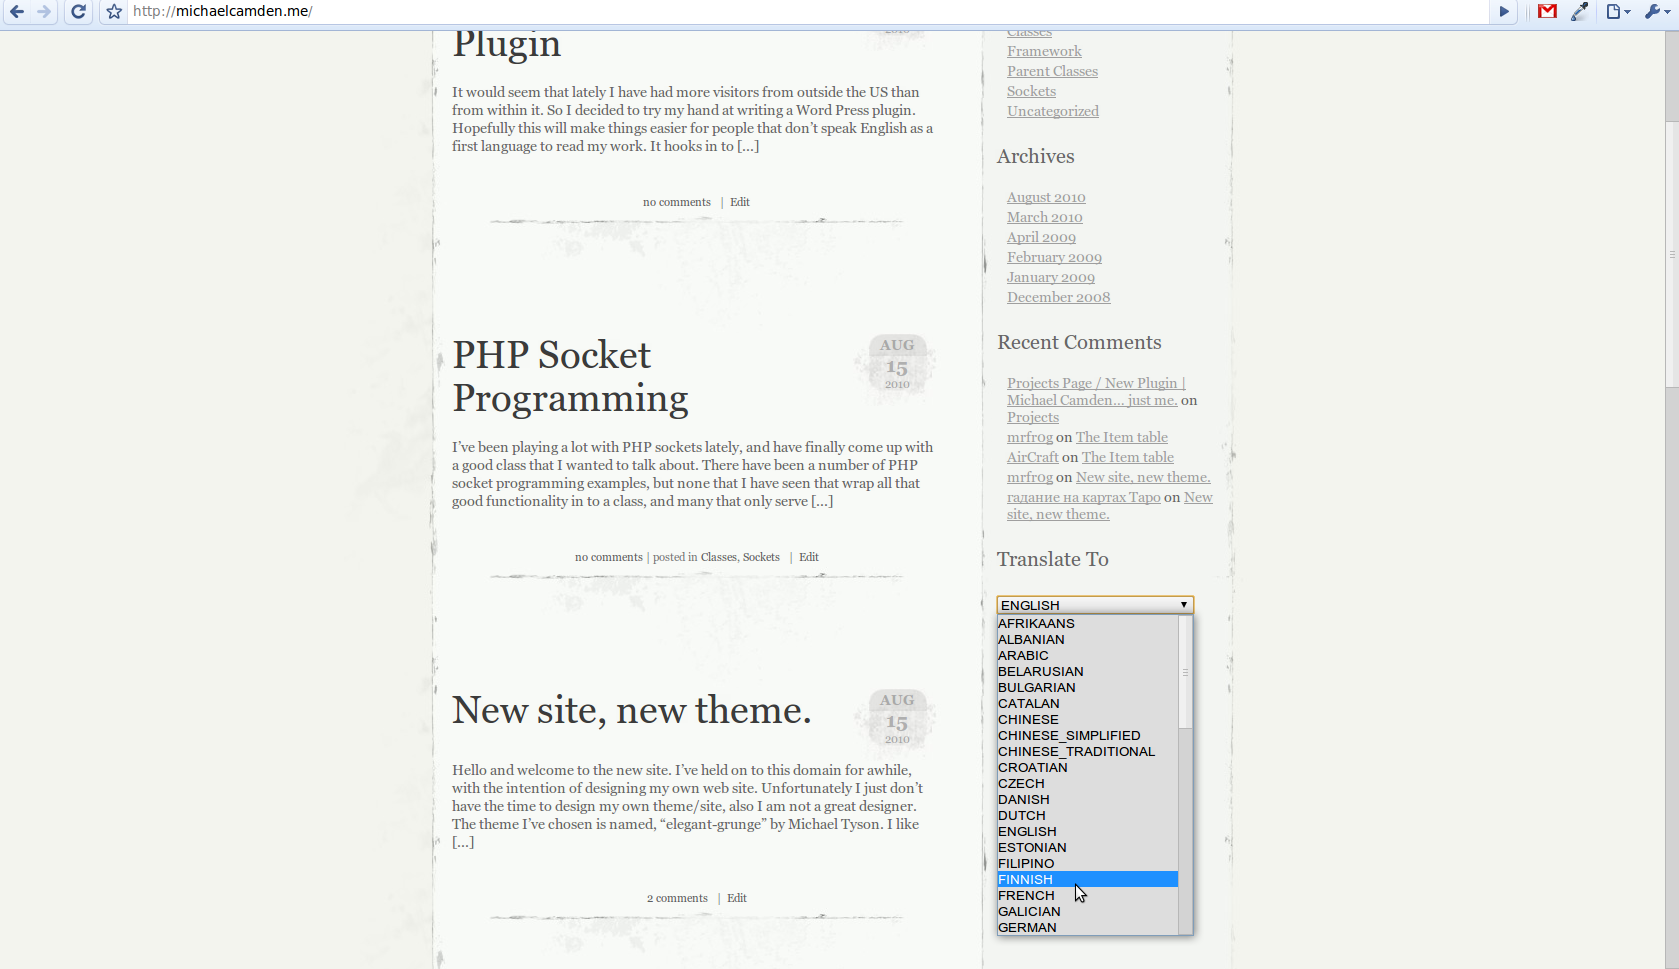 http://michaelcamden.me/
Plugin
2010
It would seem that lately I have had more visitors from outside the US than
from within it. So I decided to try my hand at writing a Word Press plugin.
Hopefully this will make things easier for people that don't speak English as a
first language to read my work. It hooks in to [...]
no comments | Edit
PHP Socket
Programming
AUG
15
2010
I've been playing a lot with PHP sockets lately, and have finally come up with
a good class that I wanted to talk about. There have been a number of PHP
socket programming examples, but none that I have seen that wrap all that
good functionality in to a class, and many that only serve [...]
no comments | posted in Classes, Sockets | Edit
New site, new theme.
AUG
15
2010
Hello and welcome to the new site. I've held on to this domain for awhile,
with the intention of designing my own web site. Unfortunately I just don't
have the time to design my own theme/site, also I am not a great designer.
The theme I've chosen is named, “elegant-grunge” by Michael Tyson. I like
[...]
2 comments | Edit
Classes
Framework
Parent Classes
Sockets
Uncategorized
Archives
August 2010
March 2010
April 2009
February 2009
January 2009
December 2008
Recent Comments
Projects Page / New Plugin |
Michael Camden... just me. on
Projects
mrfr0g on The Item table
AirCraft on The Item table
mrfr0g on New site, new theme.
гадание на картах Таро on New
site, new theme.
Translate To
ENGLISH
AFRIKAANS
ALBANIAN
ARABIC
BELARUSIAN
BULGARIAN
CATALAN
CHINESE
CHINESE_SIMPLIFIED
CHINESE_TRADITIONAL
CROATIAN
CZECH
DANISH
DUTCH
ENGLISH
ESTONIAN
FILIPINO
FINNISH
FRENCH
GALICIAN
GERMAN